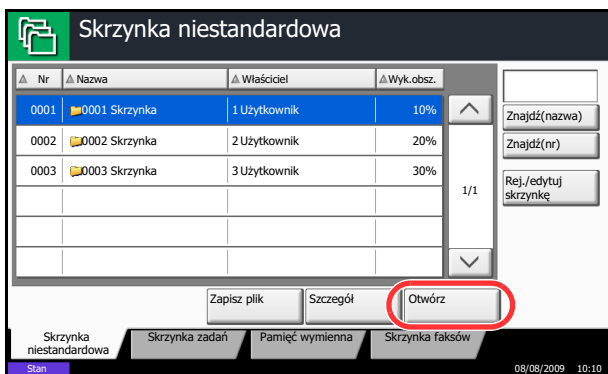 Skrzynka niestandardowa
Nr Nazwa Właściciel Wyk.obsz.
0001 0001 Skrzynka 1 Użytkownik 10%
0002 0002 Skrzynka 2 Użytkownik 20%
0003 0003 Skrzynka 3 Użytkownik 30%
1/1
Znajdź(nazwa)
Znajdź(nr)
Rej./edytuj
skrzynkę
Zapisz plik Szczegół Otwórz
Skrzynka
niestandardowa
Skrzynka zadań Pamięć wymienna Skrzynka faksów
Stan 08/08/2009 10:10